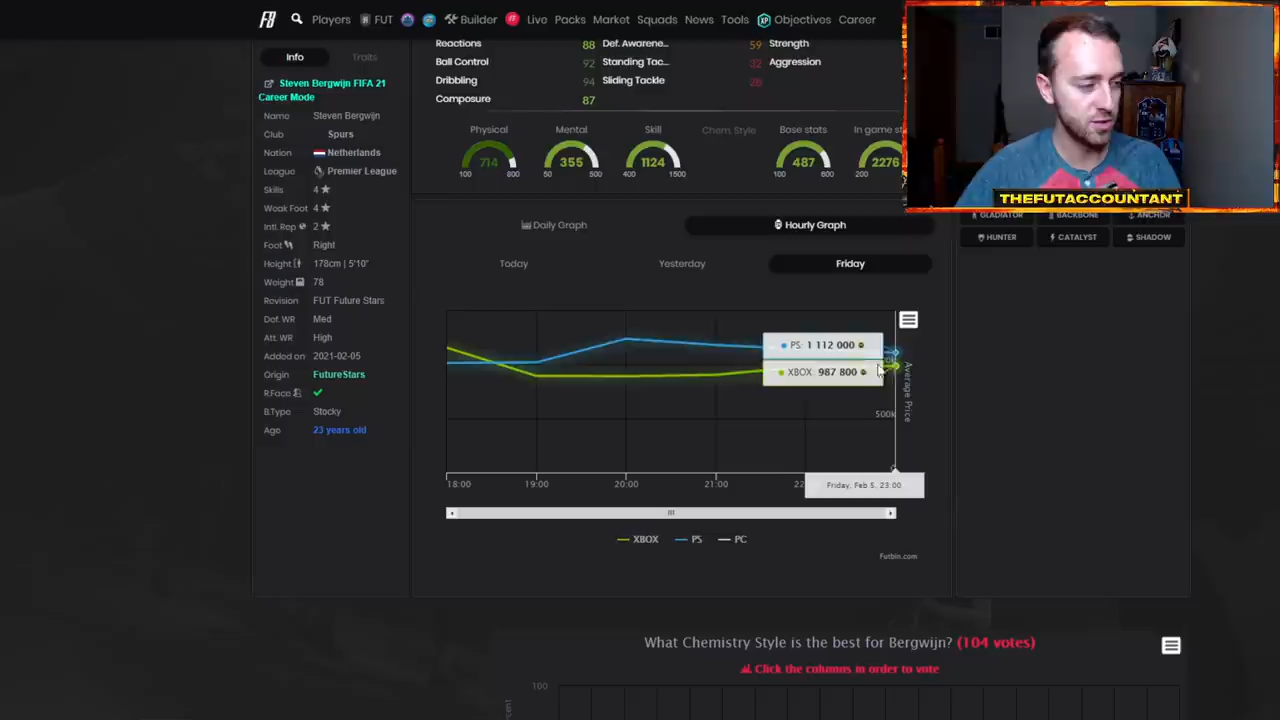 F8 Players FUT Builder Live Packs Market Squads News Tools XP Objectives Career
Info Traits
Steven Bergwijn FIFA 21
Career Mode
Name Steven Bergwijn
Club Spurs
Nation Netherlands
League Premier League
Skills 4★
Weak Foot 4★
Intl.Rep 2★
Foot Right
Height 178cm | 5'10"
Weight 78
Revision FUT Future Stars
Def. WR Med
Att. WR High
Added on 2021-02-05
Origin FutureStars
R.Face
B.Type Stocky
Age 23 years old
Reactions 88 Def. Awarene... 59 Strength
Ball Control 92 Standing Tac... 32 Aggression
Dribbling 94 Sliding Tackle 28
Composure 87
Physical Mental Skill Chem. Style Base stats In game st
714 355 1124 487 2276
100 800 50 500 400 1500 100 800 200
Daily Graph Hourly Graph
Today Yesterday Friday
PS: 1 112 000
XBOX: 987 800
500k
Average Price
18:00 19:00 20:00 21:00 22
Friday, Feb 5, 23:00
XBOX PS PC
Futbin.com
THEFUTACCOUNTANT
GLADIATOR BACKBONE ANCHOR
HUNTER CATALYST SHADOW
What Chemistry Style is the best for Bergwijn? (104 votes)
Click the columns in order to vote
100